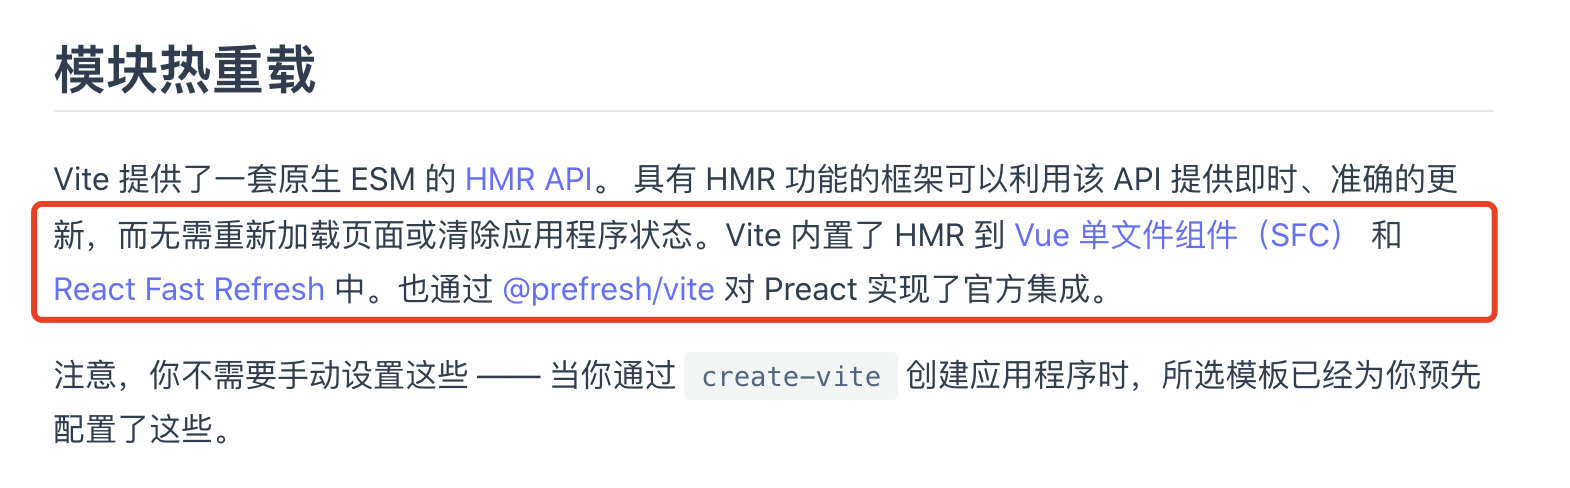 模块热重载
Vite 提供了一套原生 ESM 的 HMR API。 具有 HMR 功能的框架可以利用该 API 提供即时、准确的更
新，而无需重新加载页面或清除应用程序状态。Vite 内置了 HMR 到 Vue 单文件组件（SFC） 和
React Fast Refresh 中。也通过 @prefresh/vite 对 Preact 实现了官方集成。
注意，你不需要手动设置这些 —— 当你通过 create-vite 创建应用程序时，所选模板已经为你预先
配置了这些。